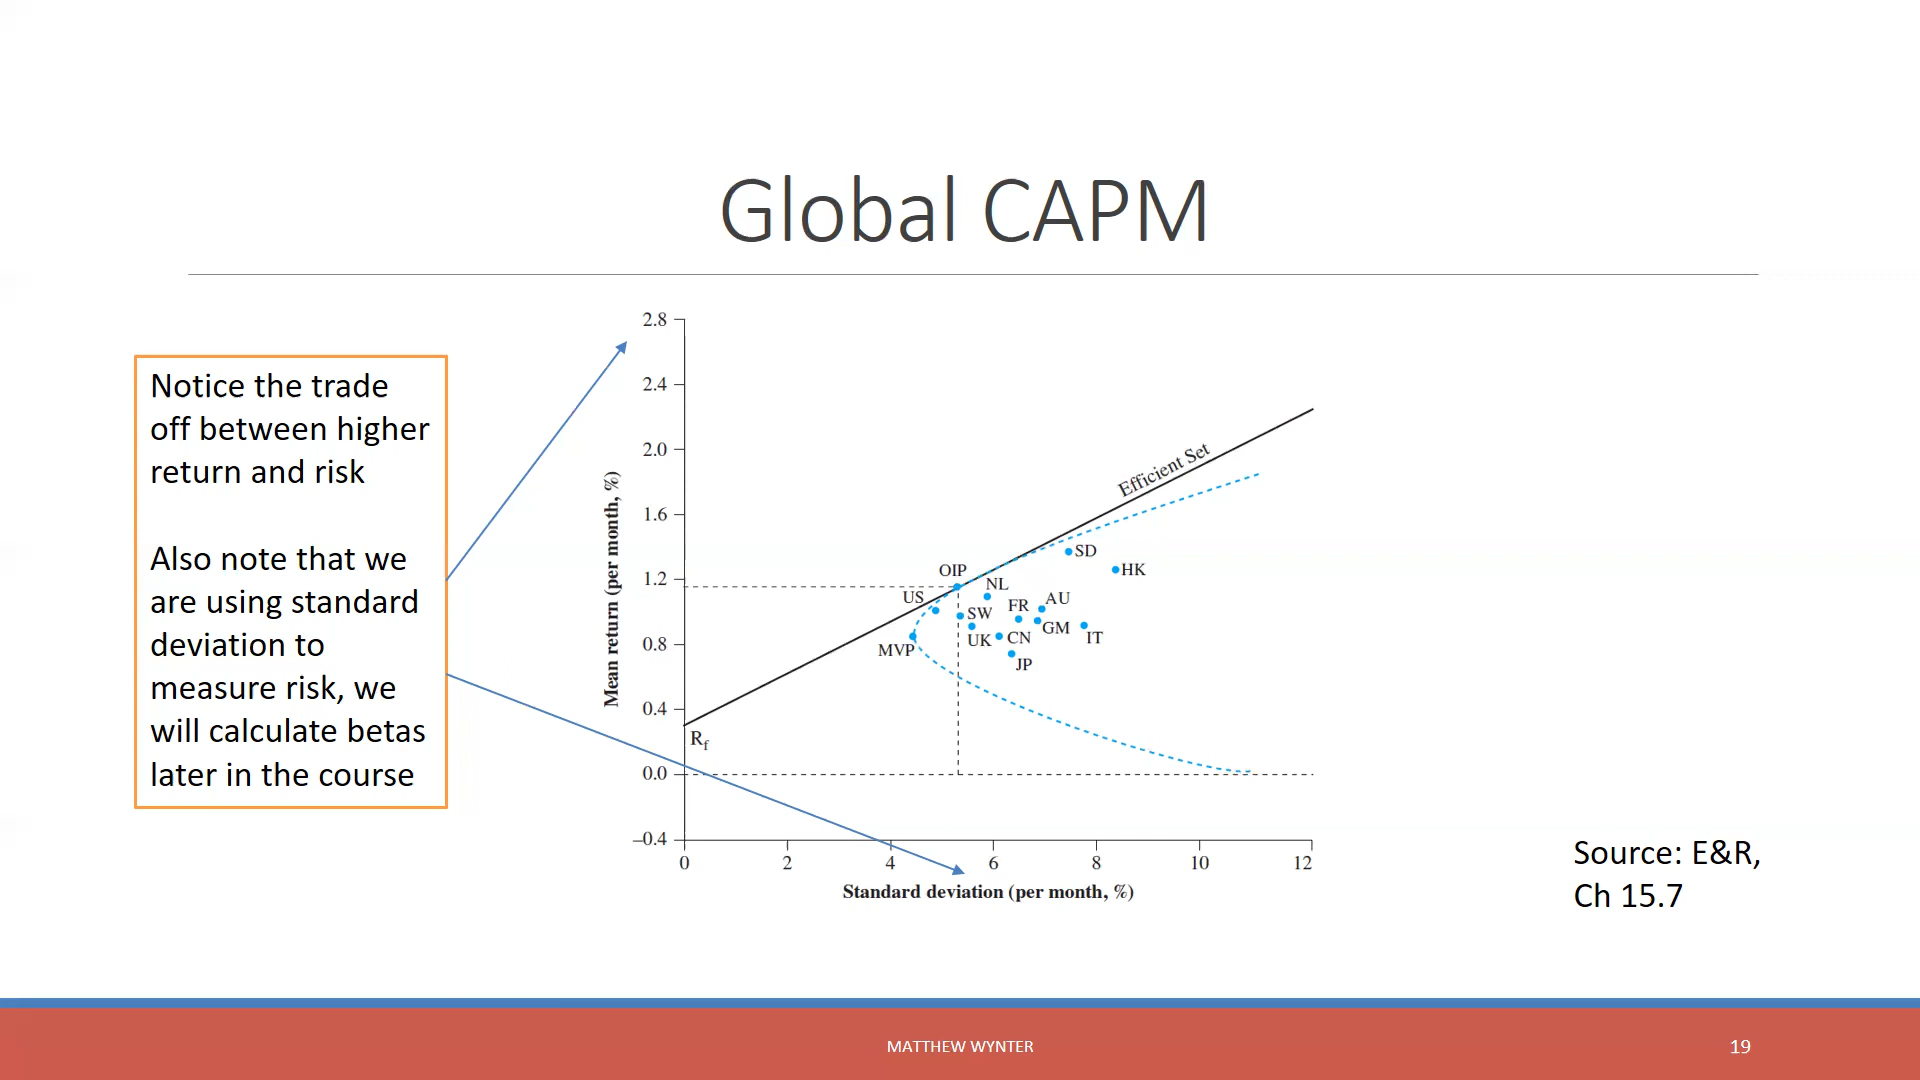 Global CAPM
Notice the trade
off between higher
return and risk
Also note that we
are using standard
deviation to
measure risk, we
will calculate betas
later in the course
2.8
2.4
2.0
1.6
1.2
0.8
0.4
0.0
–0.4
Mean return (per month, %)
Efficient Set
SD
HK
OIP
NL
US
SW
FR
AU
GM
UK
CN
IT
MVP
JP
Rf
0 2 4 6 8 10 12
Standard deviation (per month, %)
Source: E&R,
Ch 15.7
MATTHEW WYNTER
19